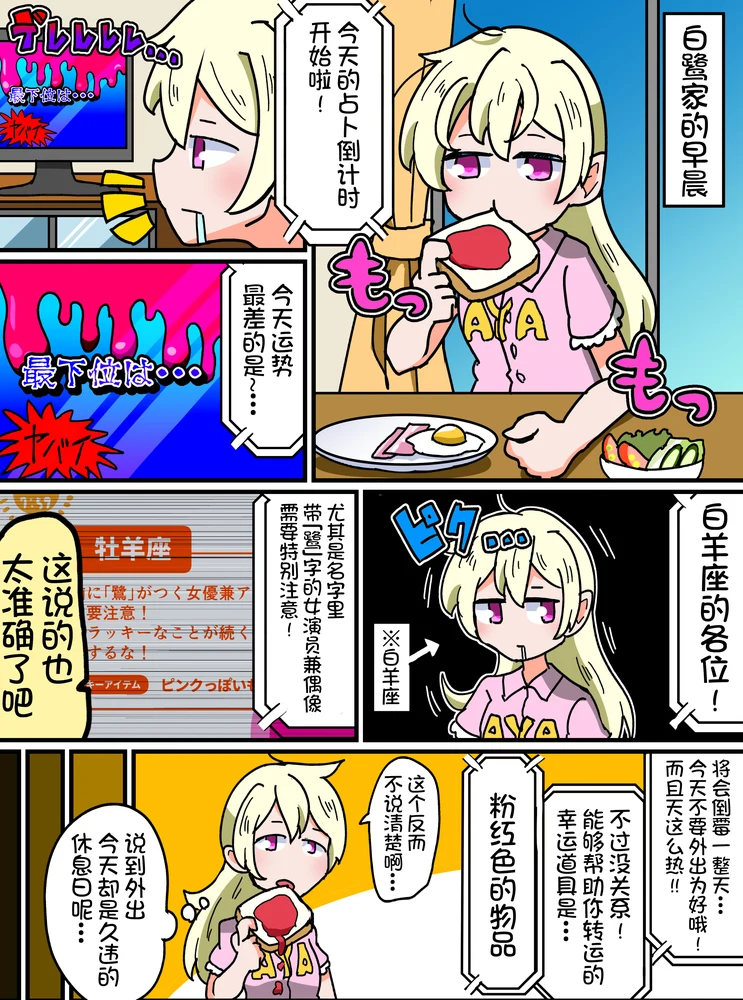 白鹭家的早晨
もっ
もっ
AYA
今天的占卜倒计时
开始啦！
デレレレレ…
最下位は…
ヤバイ
今天运势
最差的是～…
最下位は…
ヤバイ
白羊座的各位！
ピク
※白羊座
AYA
尤其是名字里
带「鹭」字的女演员兼偶像
需要特别注意！
牡羊座
に「鷺」がつく女優兼ア
要注意！
ラッキーなことが続く
するな！
キーアイテム
ピンクっぽい
这说的也
太准确了吧
将会倒霉一整天…
今天不要外出为好哦！
而且天这么热!!
不过没关系！
能够帮助你转运的
幸运道具是…
粉红色的物品
这个反而
不说清楚啊…
AYA
说到外出
今天却是久违的
休息日呢…